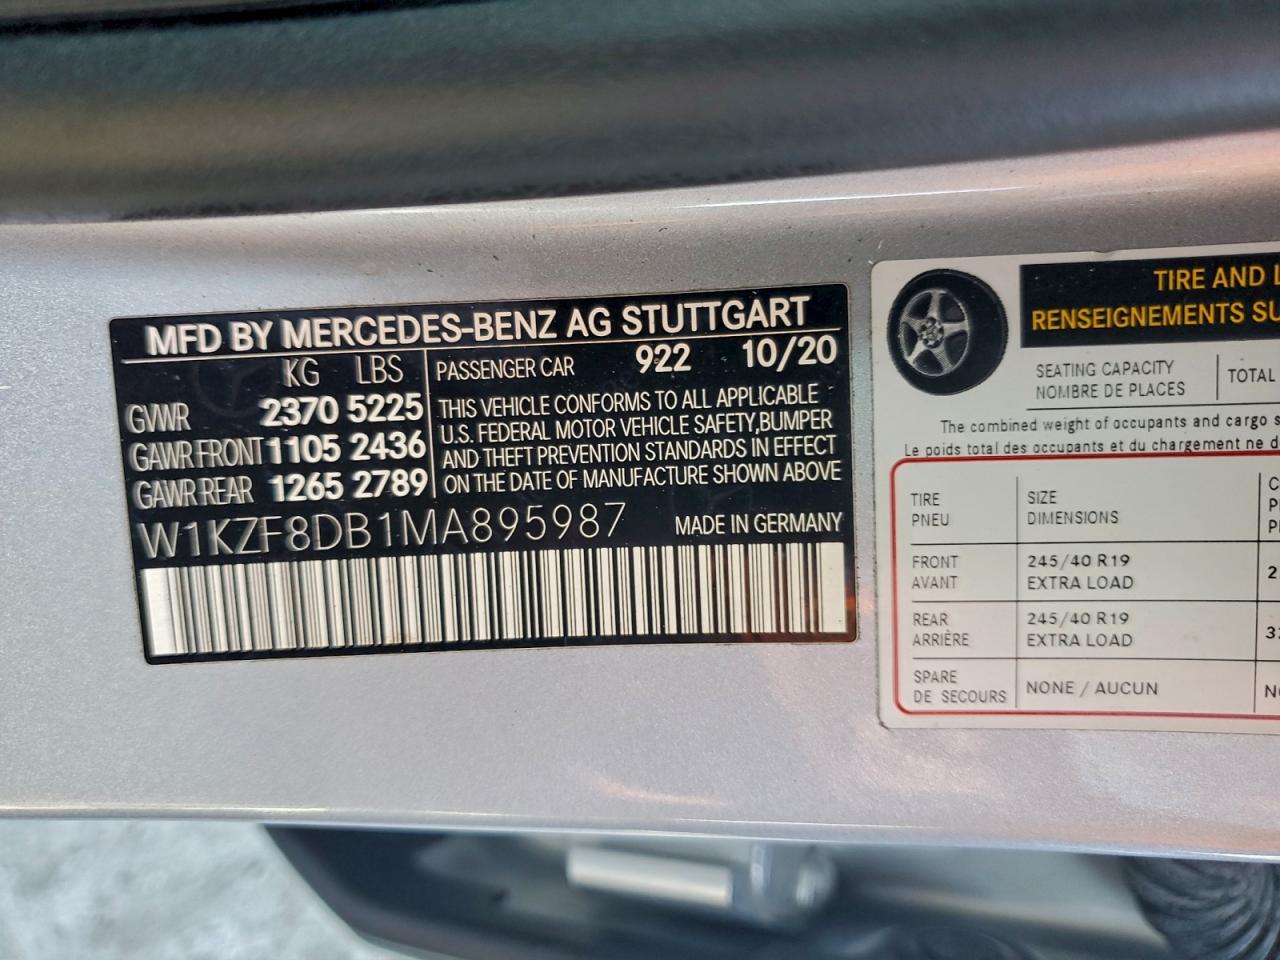 MFD BY MERCEDES-BENZ AG STUTTGART
KG LBS
PASSENGER CAR 922 10/20
GVWR 2370 5225
GAWR FRONT 1105 2436
GAWR REAR 1265 2789
THIS VEHICLE CONFORMS TO ALL APPLICABLE
U.S. FEDERAL MOTOR VEHICLE SAFETY,BUMPER
AND THEFT PREVENTION STANDARDS IN EFFECT
ON THE DATE OF MANUFACTURE SHOWN ABOVE
W1KZF8DB1MA895987 MADE IN GERMANY
TIRE AND
RENSEIGNEMENTS
SEATING CAPACITY
NOMBRE DE PLACES
TOTAL
The combined weight of occupants and cargo
Le poids total des occupants et du chargement ne
TIRE
PNEU
SIZE
DIMENSIONS
FRONT
AVANT
245/40 R19
EXTRA LOAD
REAR
ARRIÈRE
245/40 R19
EXTRA LOAD
SPARE
DE SECOURS
NONE / AUCUN